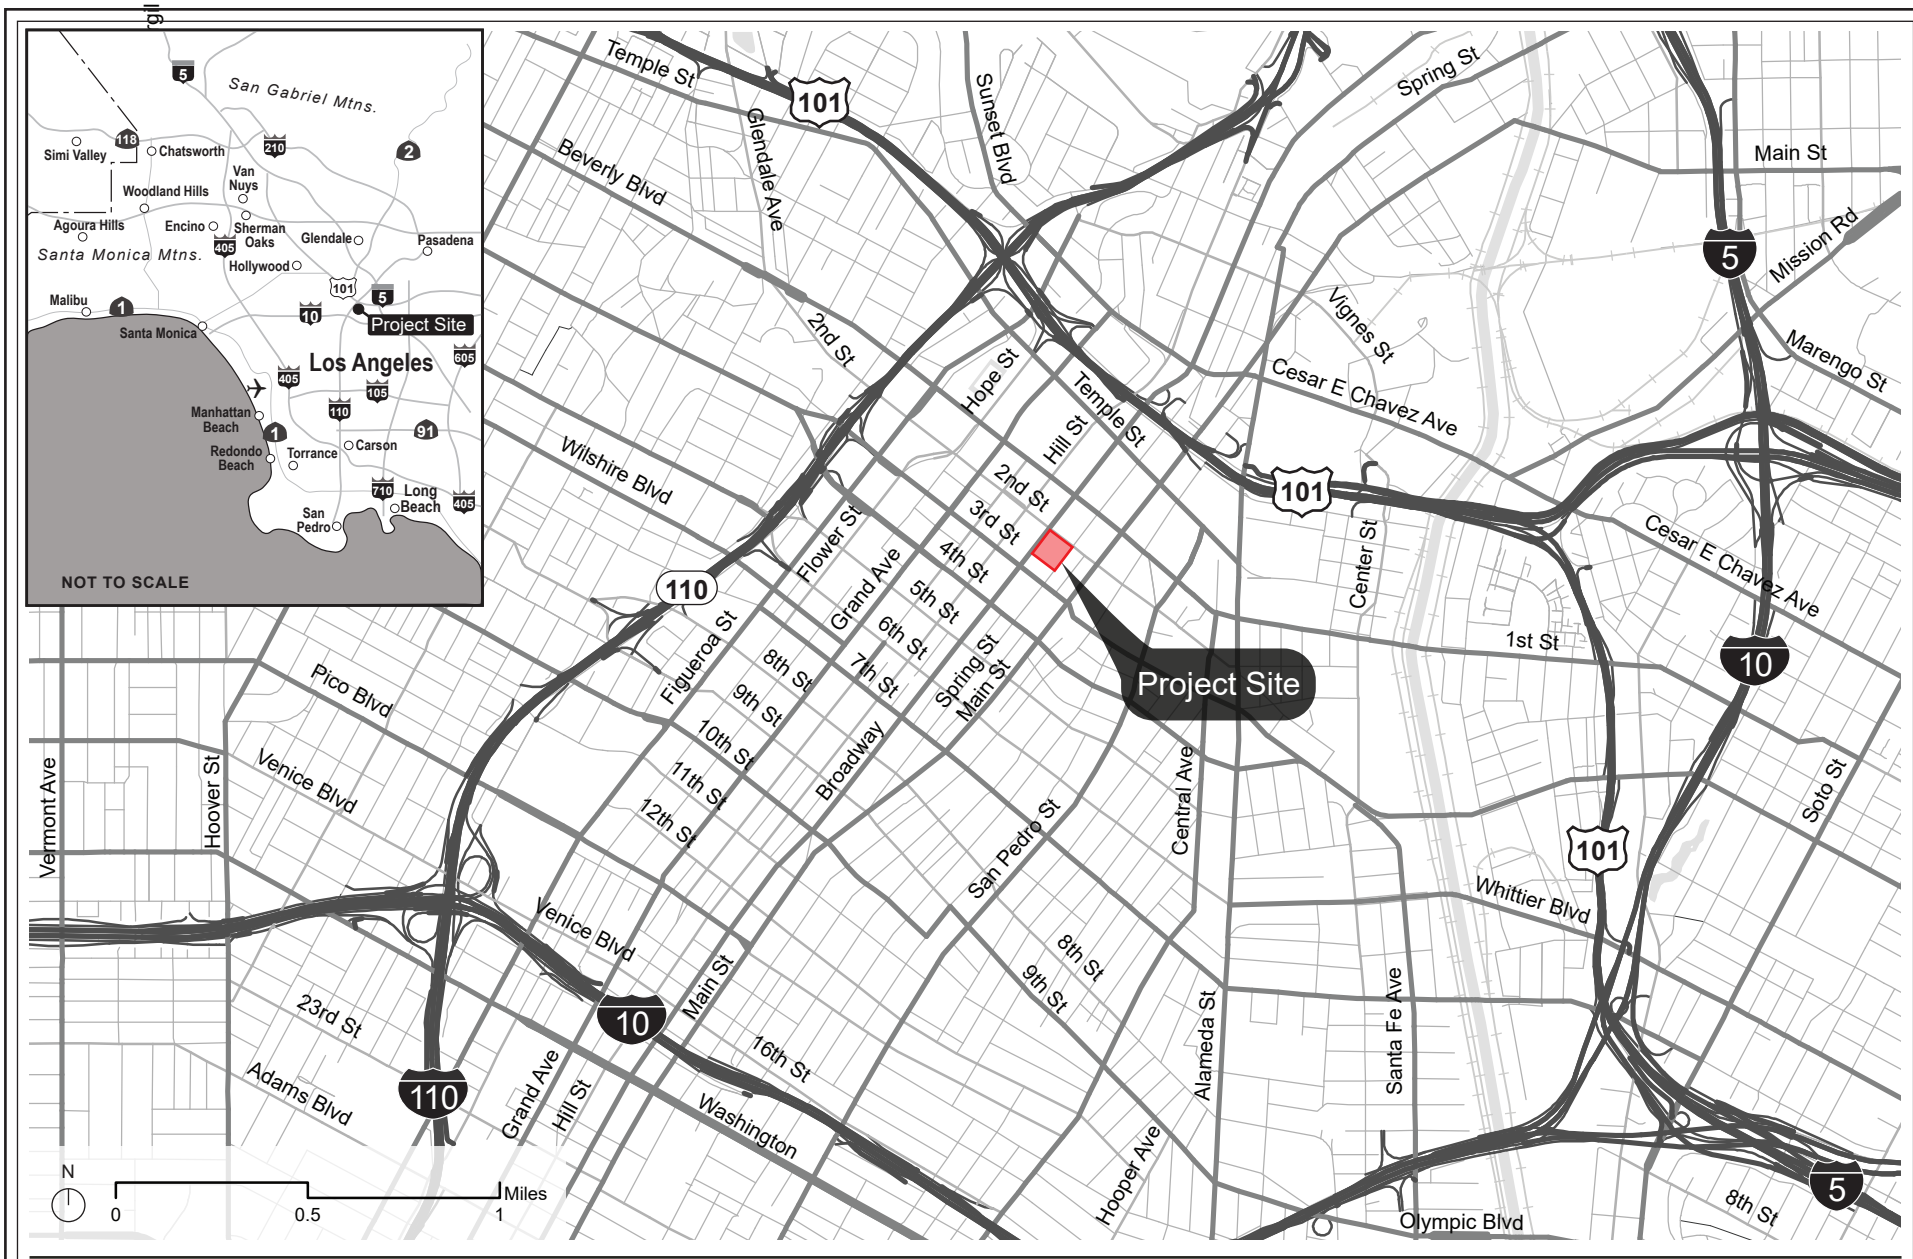 5
San Gabriel Mtns.
118
Simi Valley
Chatsworth
210
2
Van
Nuys
Woodland Hills
Agoura Hills
Encino
Sherman
Oaks
405
Glendale
Pasadena
Santa Monica Mtns.
Hollywood
101
5
Malibu
1
10
Project Site
Santa Monica
Los Angeles
605
405
105
110
Manhattan
Beach
1
91
Redondo
Beach
Torrance
Carson
710
Long
Beach
405
San
Pedro
NOT TO SCALE
Temple St
101
Glendale Ave
Sunset Blvd
Spring St
Main St
Beverly Blvd
5
Mission Rd
2nd St
Vignes St
Marengo St
Hope St
Temple St
Cesar E Chavez Ave
Hill St
Wilshire Blvd
2nd St
101
3rd St
Flower St
4th St
Center St
Cesar E Chavez Ave
Grand Ave
110
5th St
6th St
7th St
1st St
Figueroa St
8th St
Spring St
Main St
10
Project Site
Pico Blvd
9th St
10th St
Broadway
11th St
12th St
Venice Blvd
Vermont Ave
Hoover St
San Pedro St
Central Ave
Soto St
101
Whittier Blvd
Venice Blvd
8th St
9th St
Main St
23rd St
10
16th St
Alameda St
Santa Fe Ave
Adams Blvd
110
Grand Ave
Hill St
Washington
Hooper Ave
5
8th St
Olympic Blvd
N
Miles
0
0.5
1